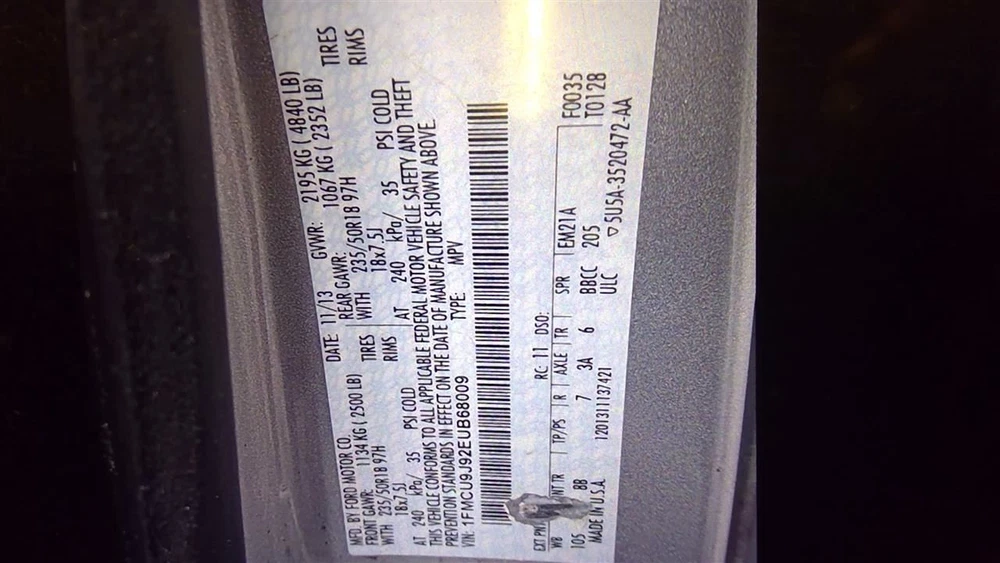 MFD. BY FORD MOTOR CO.
DATE: 11/13
GVWR: 2195 KG ( 4840 LB)
FRONT GAWR: 1134 KG ( 2500 LB)
REAR GAWR: 1067 KG ( 2352 LB)
WITH 235/50R18 97H TIRES
WITH 235/50R18 97H TIRES
18x7.5J RIMS
18x7.5J RIMS
AT 240 kPa/ 35 PSI COLD
AT 240 kPa/ 35 PSI COLD
THIS VEHICLE CONFORMS TO ALL APPLICABLE FEDERAL MOTOR VEHICLE SAFETY AND THEFT
PREVENTION STANDARDS IN EFFECT ON THE DATE OF MANUFACTURE SHOWN ABOVE.
VIN: 1FMCU9J92EUB68009
TYPE: MPV
EXT PNT
RC: 11 DSO:
F0035
WB INT TR TP/PS R AXLE TR SPR EM21A T0128
105 BB 7 3A 6 BBCC 205
MADE IN U.S.A. 1201311137421 ULC
▽5U5A-3520472-AA